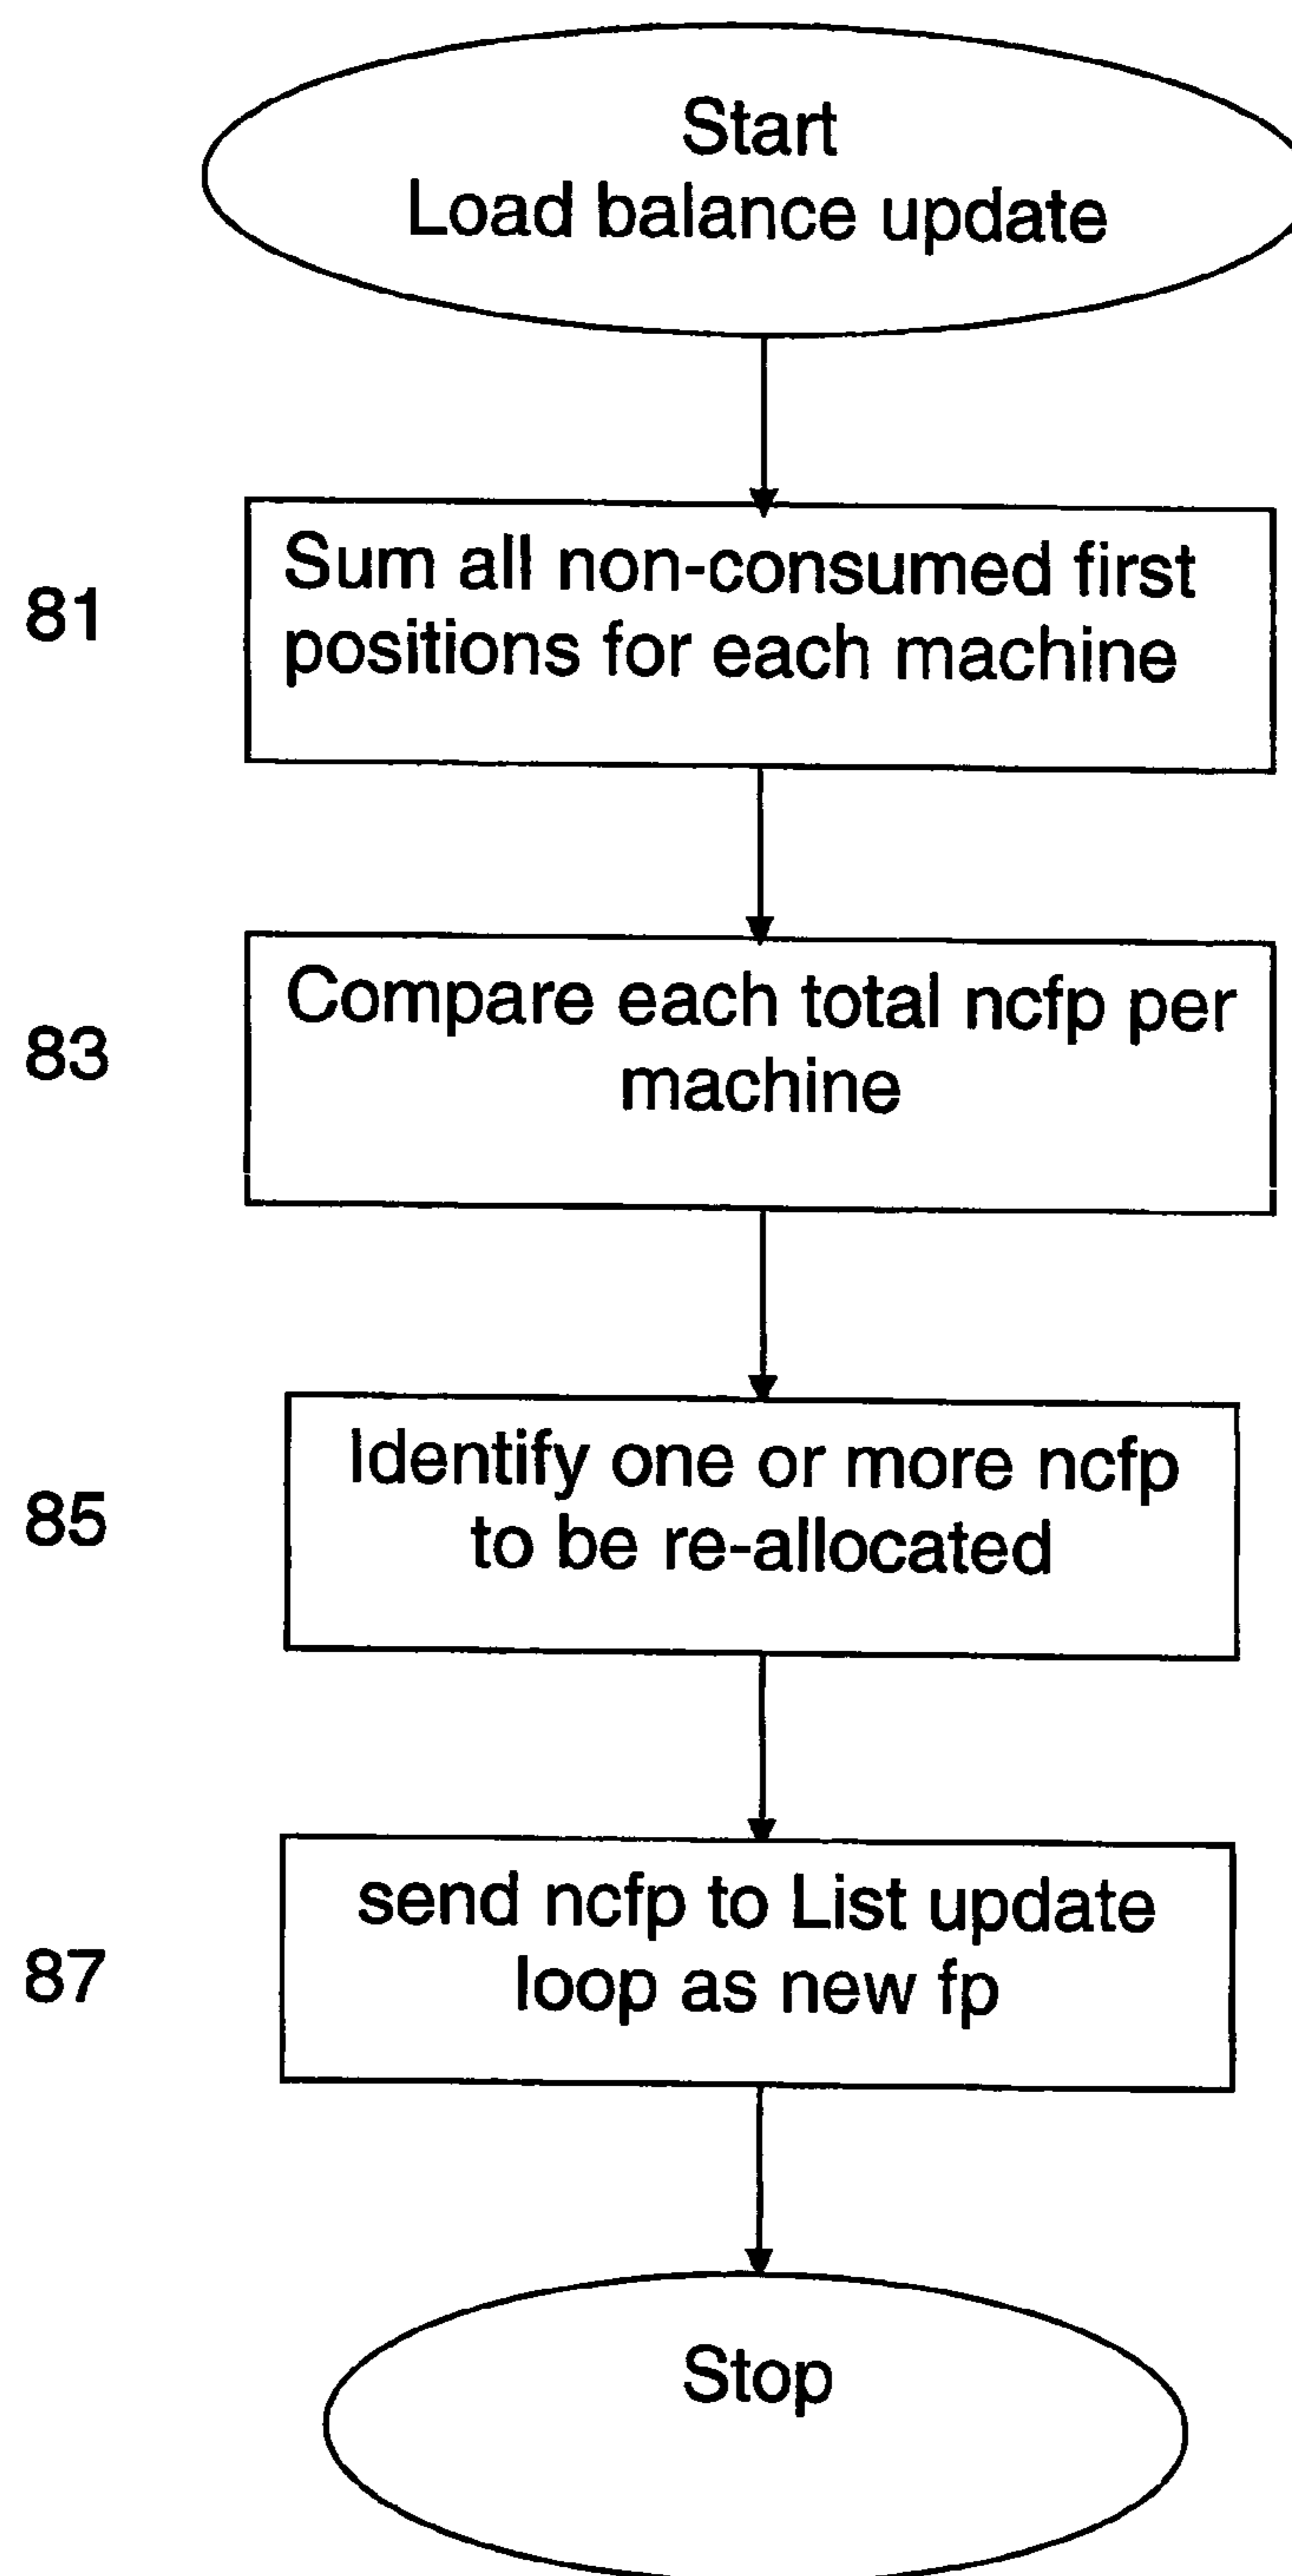 Start
Load balance update
81
Sum all non-consumed first
positions for each machine
83
Compare each total ncfp per
machine
85
Identify one or more ncfp
to be re-allocated
87
send ncfp to List update
loop as new fp
Stop